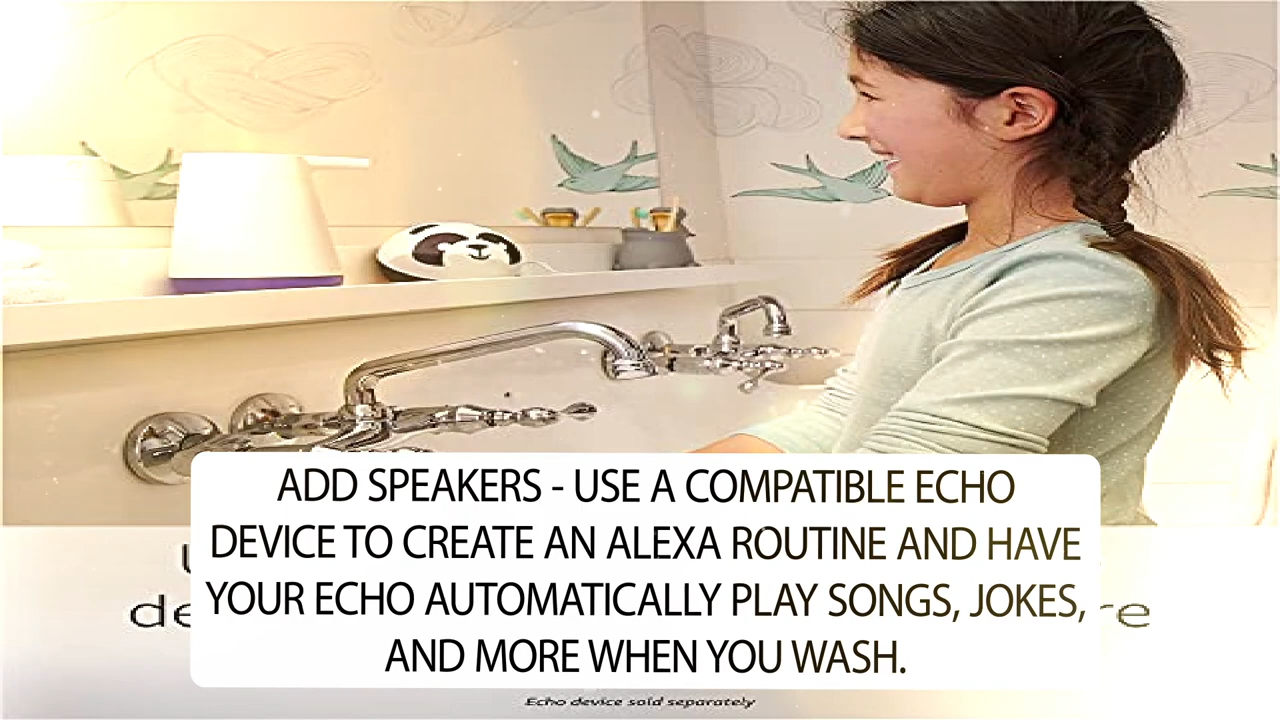 ADD SPEAKERS - USE A COMPATIBLE ECHO
DEVICE TO CREATE AN ALEXA ROUTINE AND HAVE
YOUR ECHO AUTOMATICALLY PLAY SONGS, JOKES,
AND MORE WHEN YOU WASH.
Echo device sold separately